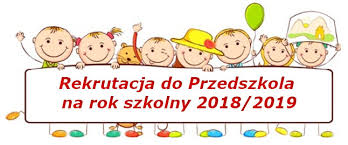 Rekrutacja do Przedszkola
na rok szkolny 2018/2019